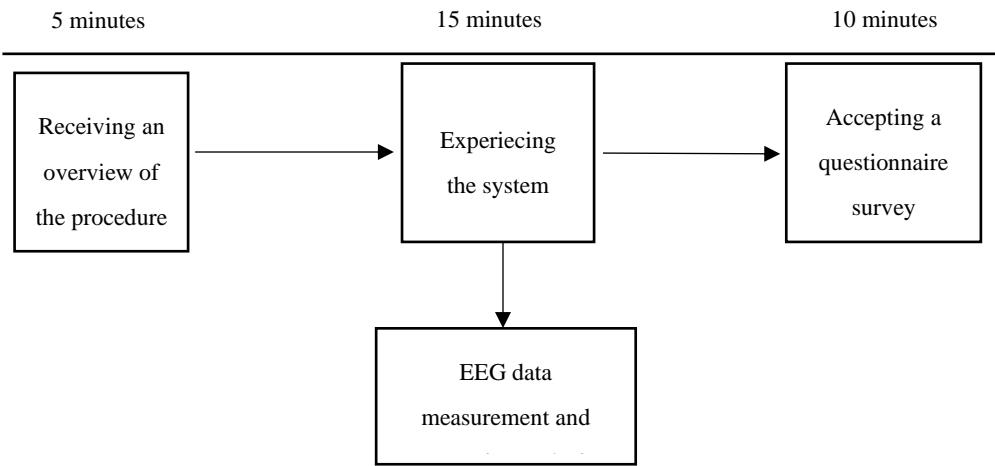 5 minutes
15 minutes
10 minutes
Receiving an
overview of
the procedure
Experiecing
the system
Accepting a
questionnaire
survey
EEG data
measurement and